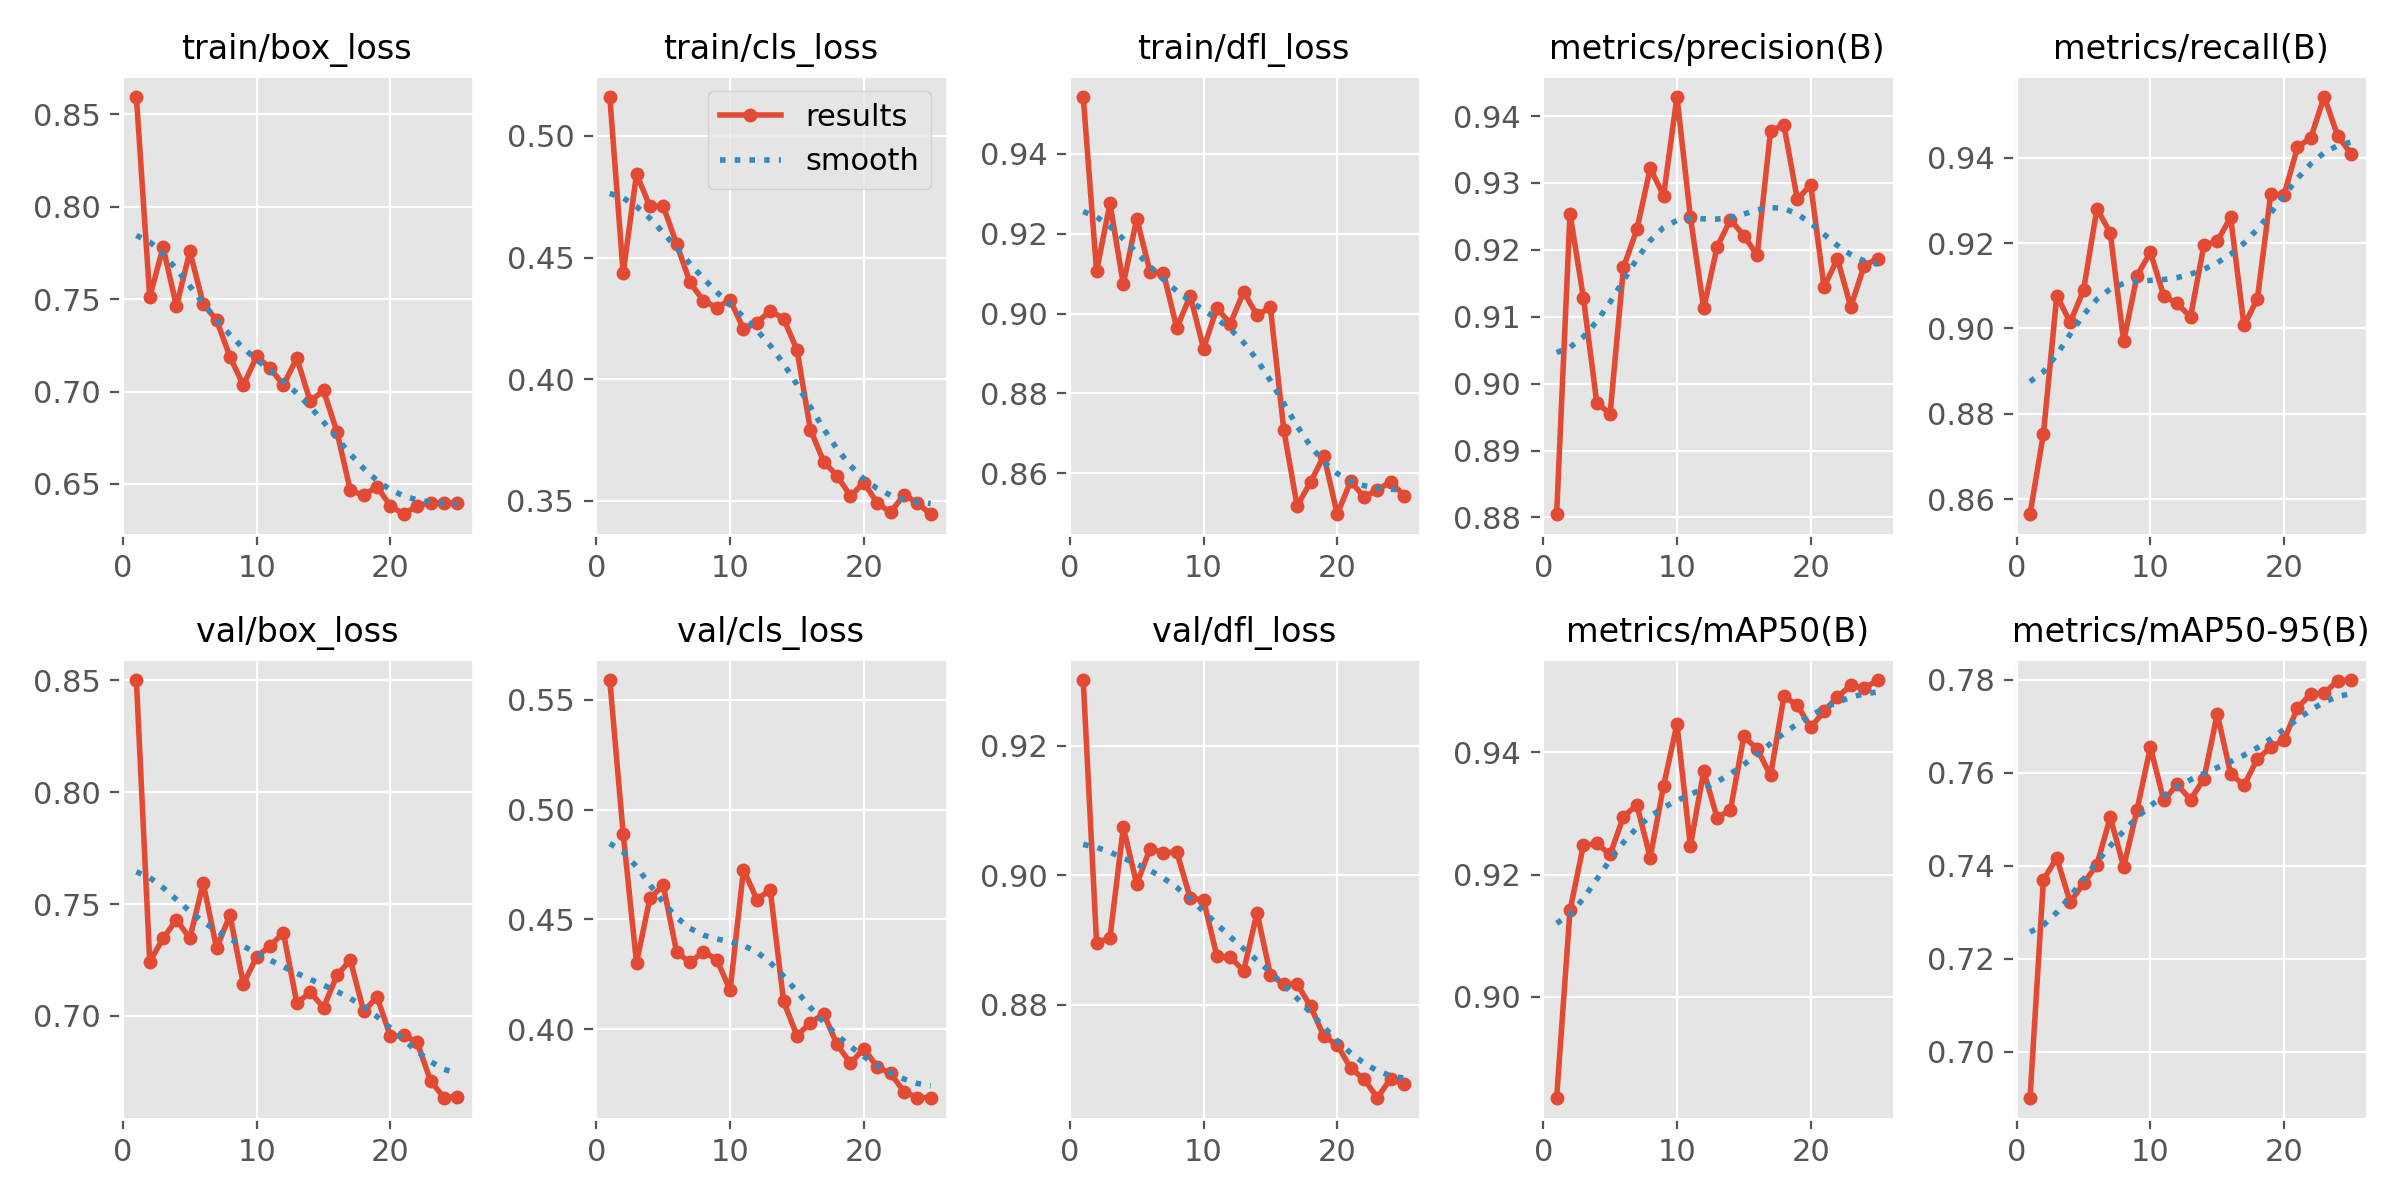 train/box_loss
train/cls_loss
train/dfl_loss
metrics/precision(B)
metrics/recall(B)
0.85
0.80
0.75
0.70
0.65
0 10 20
0.50
0.45
0.40
0.35
0 10 20
results
smooth
0.94
0.92
0.90
0.88
0.86
0 10 20
0.94
0.93
0.92
0.91
0.90
0.89
0.88
0 10 20
0.94
0.92
0.90
0.88
0.86
0 10 20
val/box_loss
val/cls_loss
val/dfl_loss
metrics/mAP50(B)
metrics/mAP50-95(B)
0.85
0.80
0.75
0.70
0 10 20
0.55
0.50
0.45
0.40
0 10 20
0.92
0.90
0.88
0 10 20
0.94
0.92
0.90
0 10 20
0.78
0.76
0.74
0.72
0.70
0 10 20